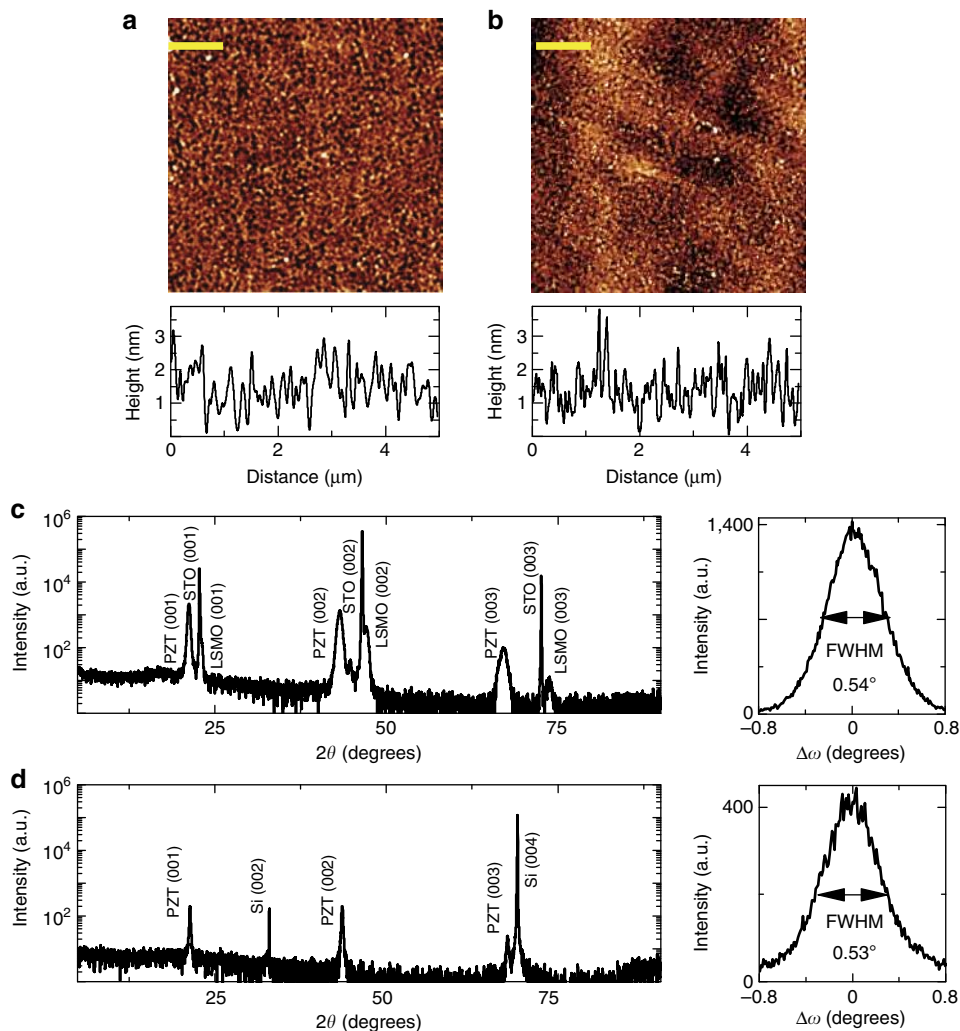 a
b
Height (nm)
3
2
1
0
2
4
Distance (μm)
Height (nm)
3
2
1
0
2
4
Distance (μm)
c
Intensity (a.u.)
10^6
10^4
10^2
PZT (001)
STO (001)
LSMO (001)
PZT (002)
STO (002)
LSMO (002)
PZT (003)
STO (003)
LSMO (003)
25
50
75
2θ (degrees)
Intensity (a.u.)
1,400
0
FWHM
0.54°
–0.8
0
0.8
Δω (degrees)
d
Intensity (a.u.)
10^6
10^4
10^2
PZT (001)
Si (002)
PZT (002)
PZT (003)
Si (004)
25
50
75
2θ (degrees)
Intensity (a.u.)
400
0
FWHM
0.53°
–0.8
0
0.8
Δω (degrees)